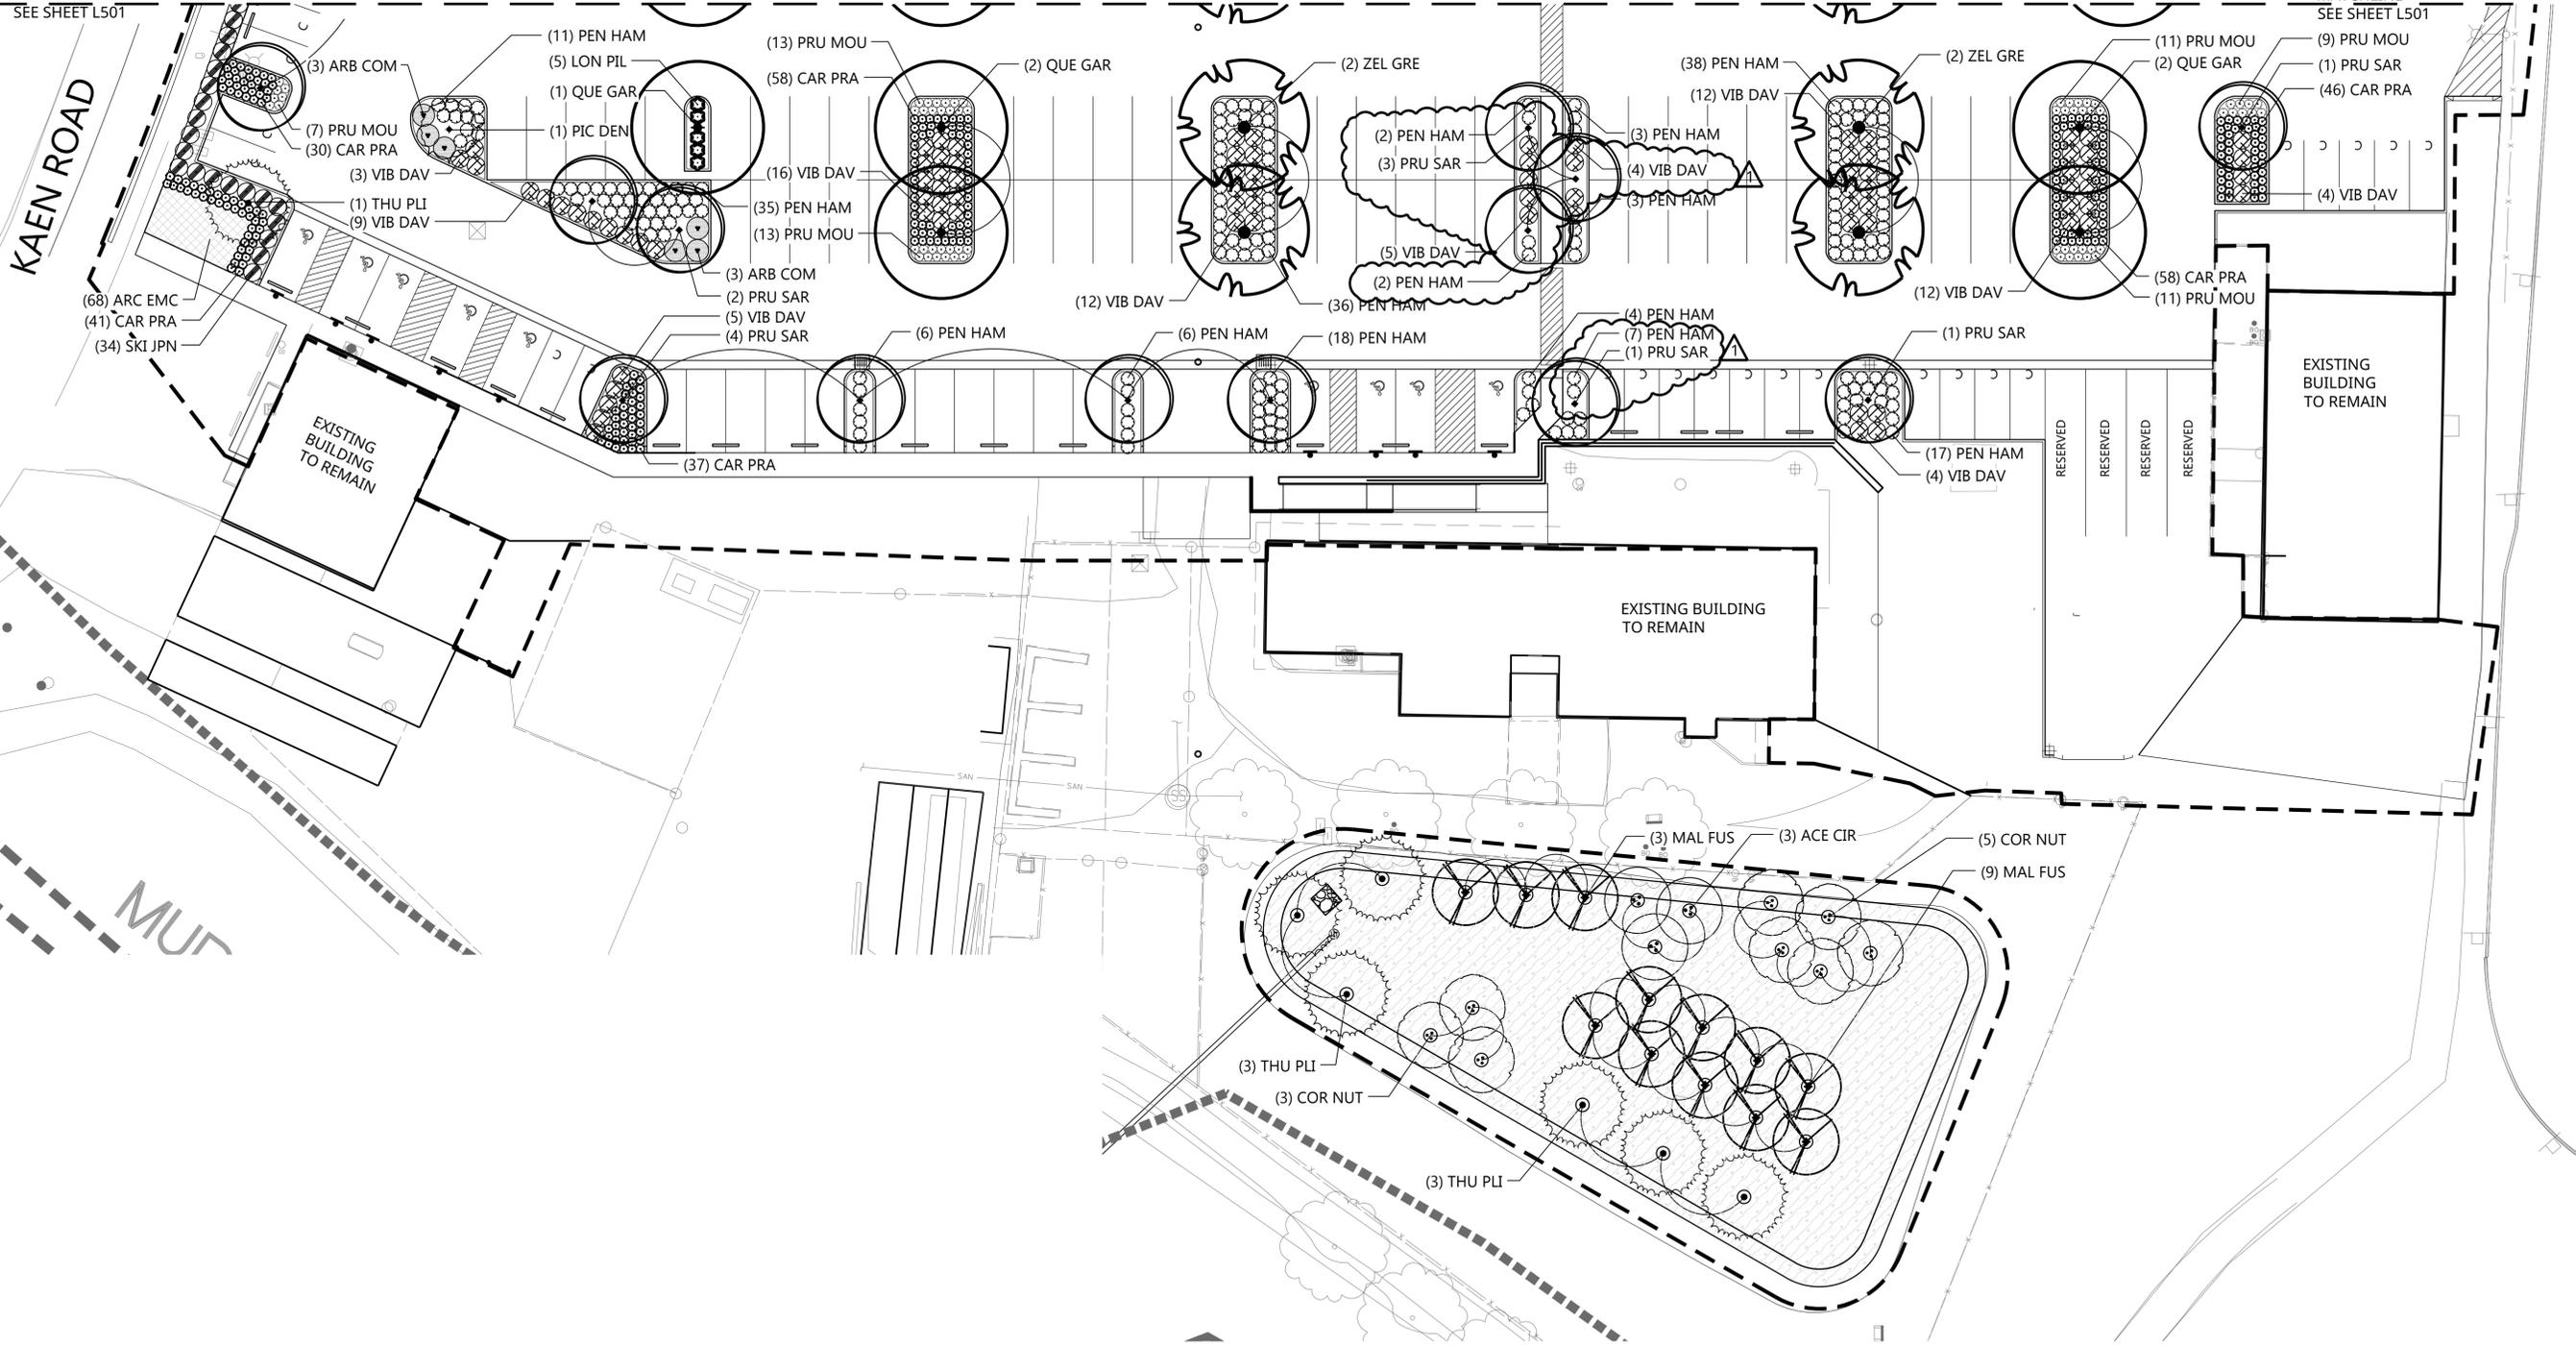 SEE SHEET L501
SEE SHEET L501
KAEN ROAD
(3) ARB COM
(11) PEN HAM
(5) LON PIL
(1) QUE GAR
(1) PIC DEN
(7) PRU MOU
(30) CAR PRA
(3) VIB DAV
(1) THU PLI
(9) VIB DAV
(68) ARC EMC
(41) CAR PRA
(34) SKJ JPN
(13) PRU MOU
(58) CAR PRA
(2) QUE GAR
(16) VIB DAV
(35) PEN HAM
(13) PRU MOU
(3) ARB COM
(2) PRU SAR
(5) VIB DAV
(4) PRU SAR
(37) CAR PRA
(6) PEN HAM
(6) PEN HAM
(18) PEN HAM
(2) ZEL GRE
(12) VIB DAV
(36) PEN HAM
(2) PEN HAM
(3) PRU SAR
(5) VIB DAV
(2) PEN HAM
(3) PEN HAM
(4) VIB DAV
1
(3) PEN HAM
(4) PEN HAM
(7) PEN HAM
(1) PRU SAR
1
(38) PEN HAM
(12) VIB DAV
(2) ZEL GRE
(11) PRU MOU
(2) QUE GAR
(9) PRU MOU
(1) PRU SAR
(46) CAR PRA
(4) VIB DAV
(12) VIB DAV
(58) CAR PRA
(11) PRU MOU
(1) PRU SAR
(17) PEN HAM
(4) VIB DAV
RESERVED
RESERVED
RESERVED
RESERVED
EXISTING
BUILDING
TO REMAIN
EXISTING
BUILDING
TO REMAIN
EXISTING BUILDING
TO REMAIN
SAN
SAN
SS
MUD
(3) MAL FUS
(3) ACE CIR
(5) COR NUT
(9) MAL FUS
(3) THU PLI
(3) COR NUT
(3) THU PLI